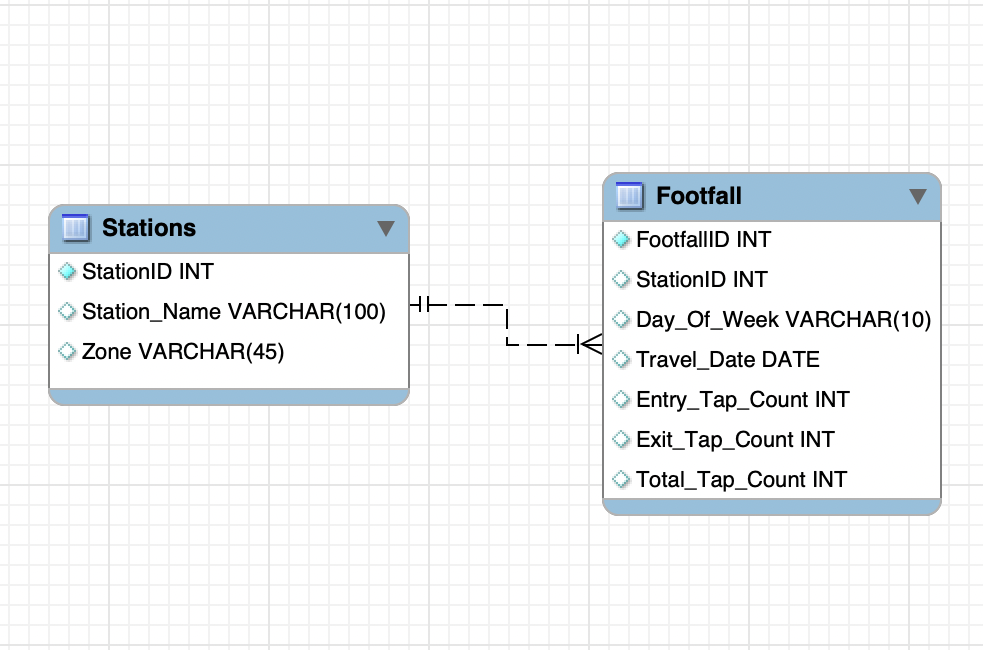 Stations
StationID INT
Station_Name VARCHAR(100)
Zone VARCHAR(45)
Footfall
FootfallID INT
StationID INT
Day_Of_Week VARCHAR(10)
Travel_Date DATE
Entry_Tap_Count INT
Exit_Tap_Count INT
Total_Tap_Count INT